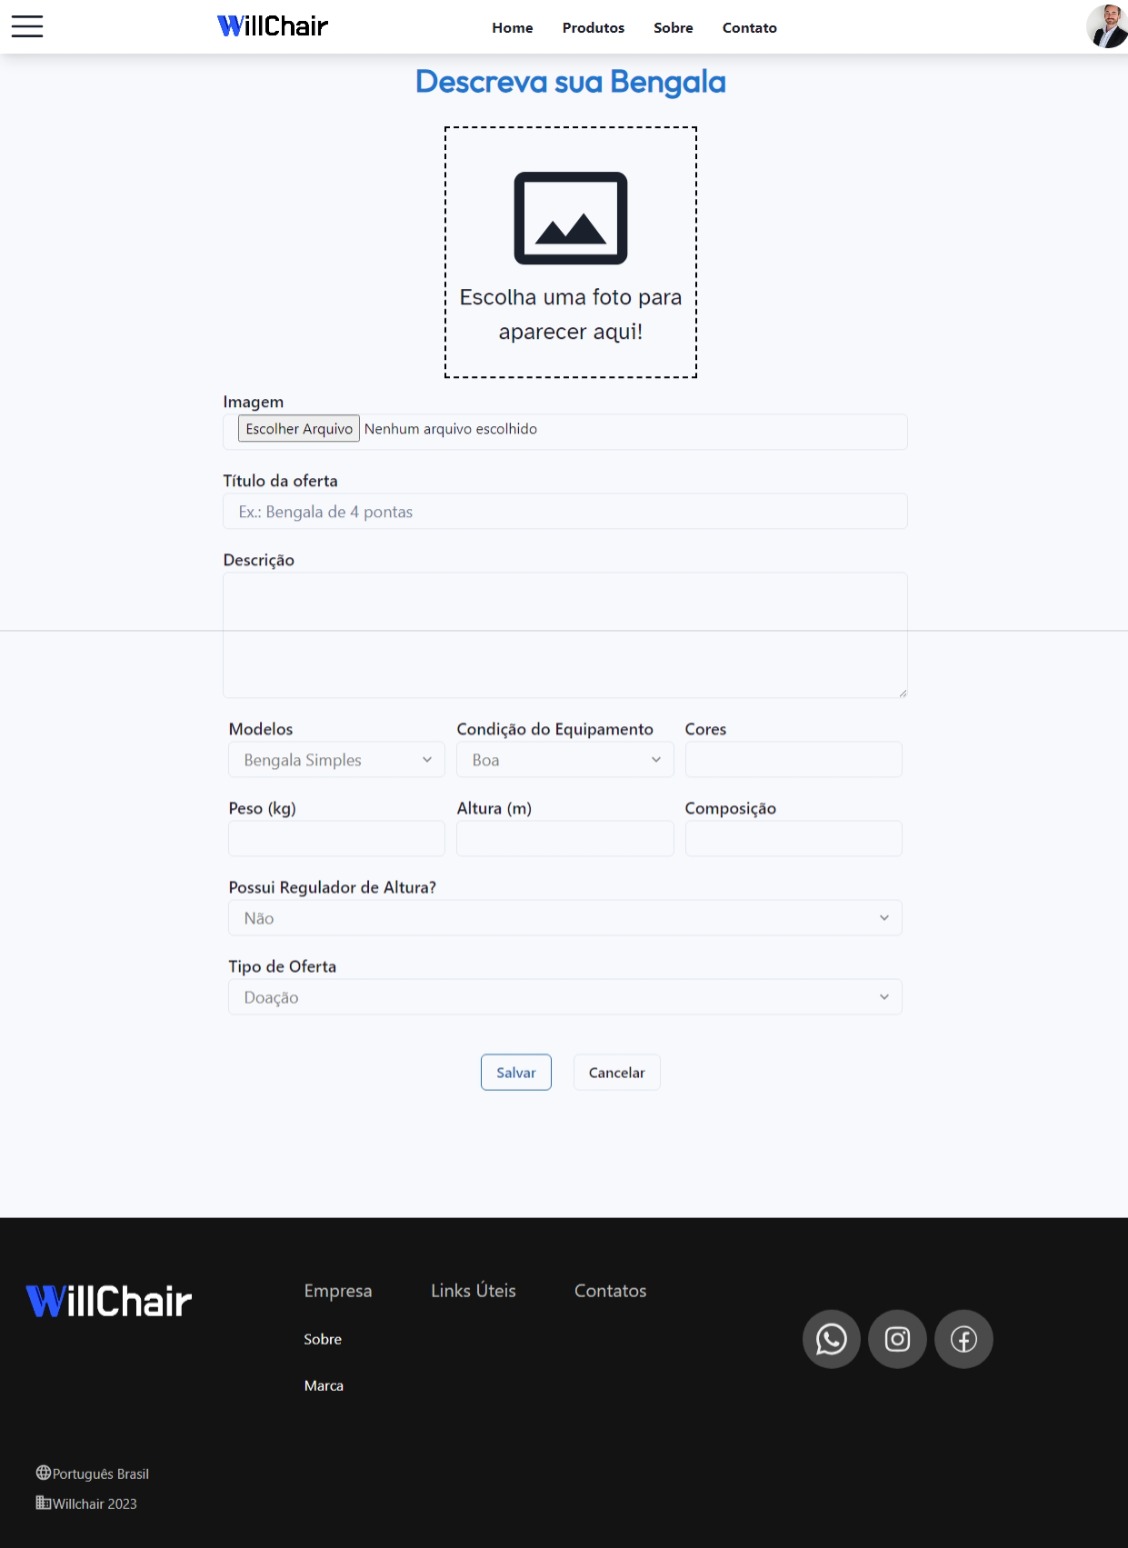 WillChair
Home Produtos Sobre Contato
Descreva sua Bengala
Escolha uma foto para
aparecer aqui!
Imagem
Escolher Arquivo Nenhum arquivo escolhido
Título da oferta
Ex.: Bengala de 4 pontas
Descrição
Modelos Condição do Equipamento Cores
Bengala Simples Boa
Peso (kg) Altura (m) Composição
Possui Regulador de Altura?
Não
Tipo de Oferta
Doação
Salvar Cancelar
WillChair
Empresa Links Úteis Contatos
Sobre
Marca
Português Brasil
Willchair 2023